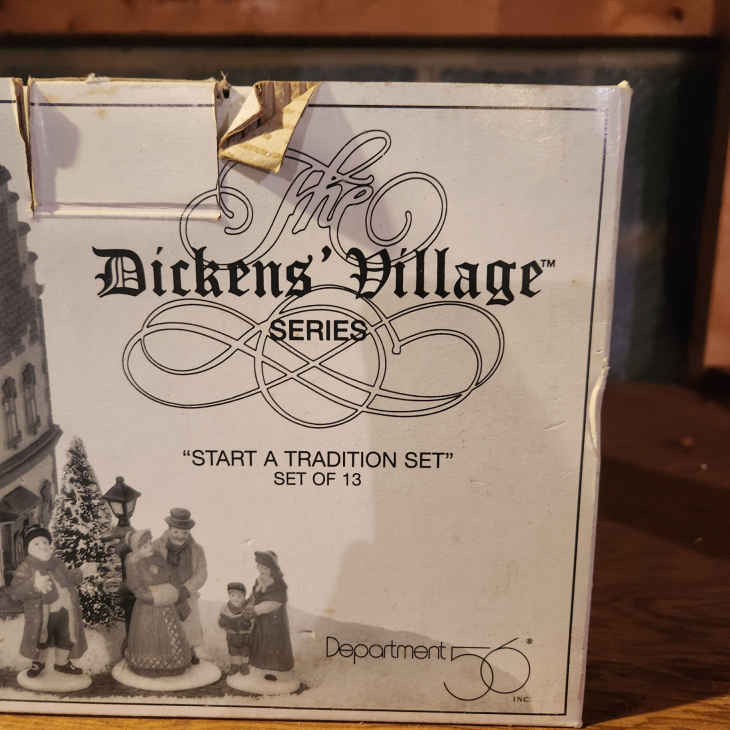 The
Dickens' Village™
SERIES
“START A TRADITION SET”
SET OF 13
Department 56®
INC.